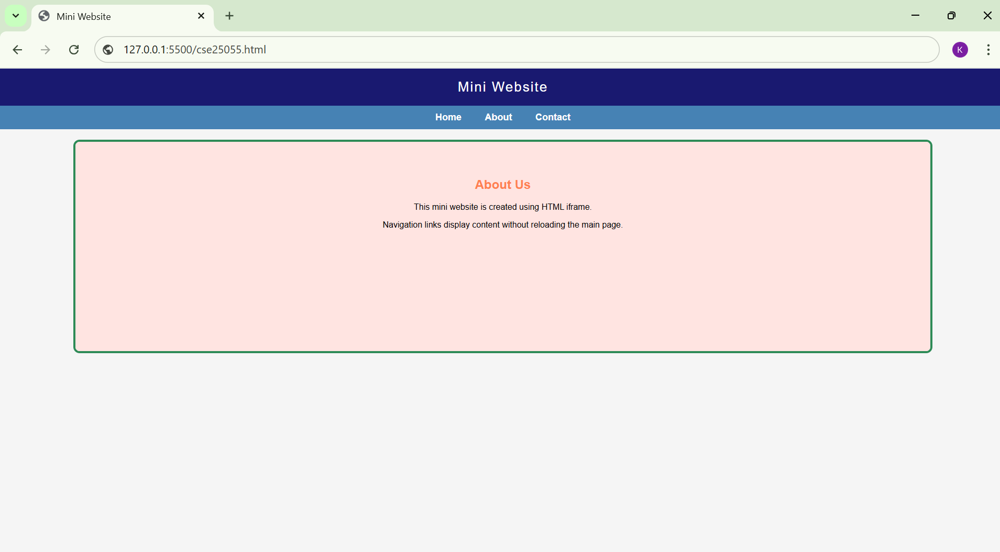 Mini Website
127.0.0.1:5500/cse25055.html
K
Mini Website
Home About Contact
About Us
This mini website is created using HTML iframe.
Navigation links display content without reloading the main page.